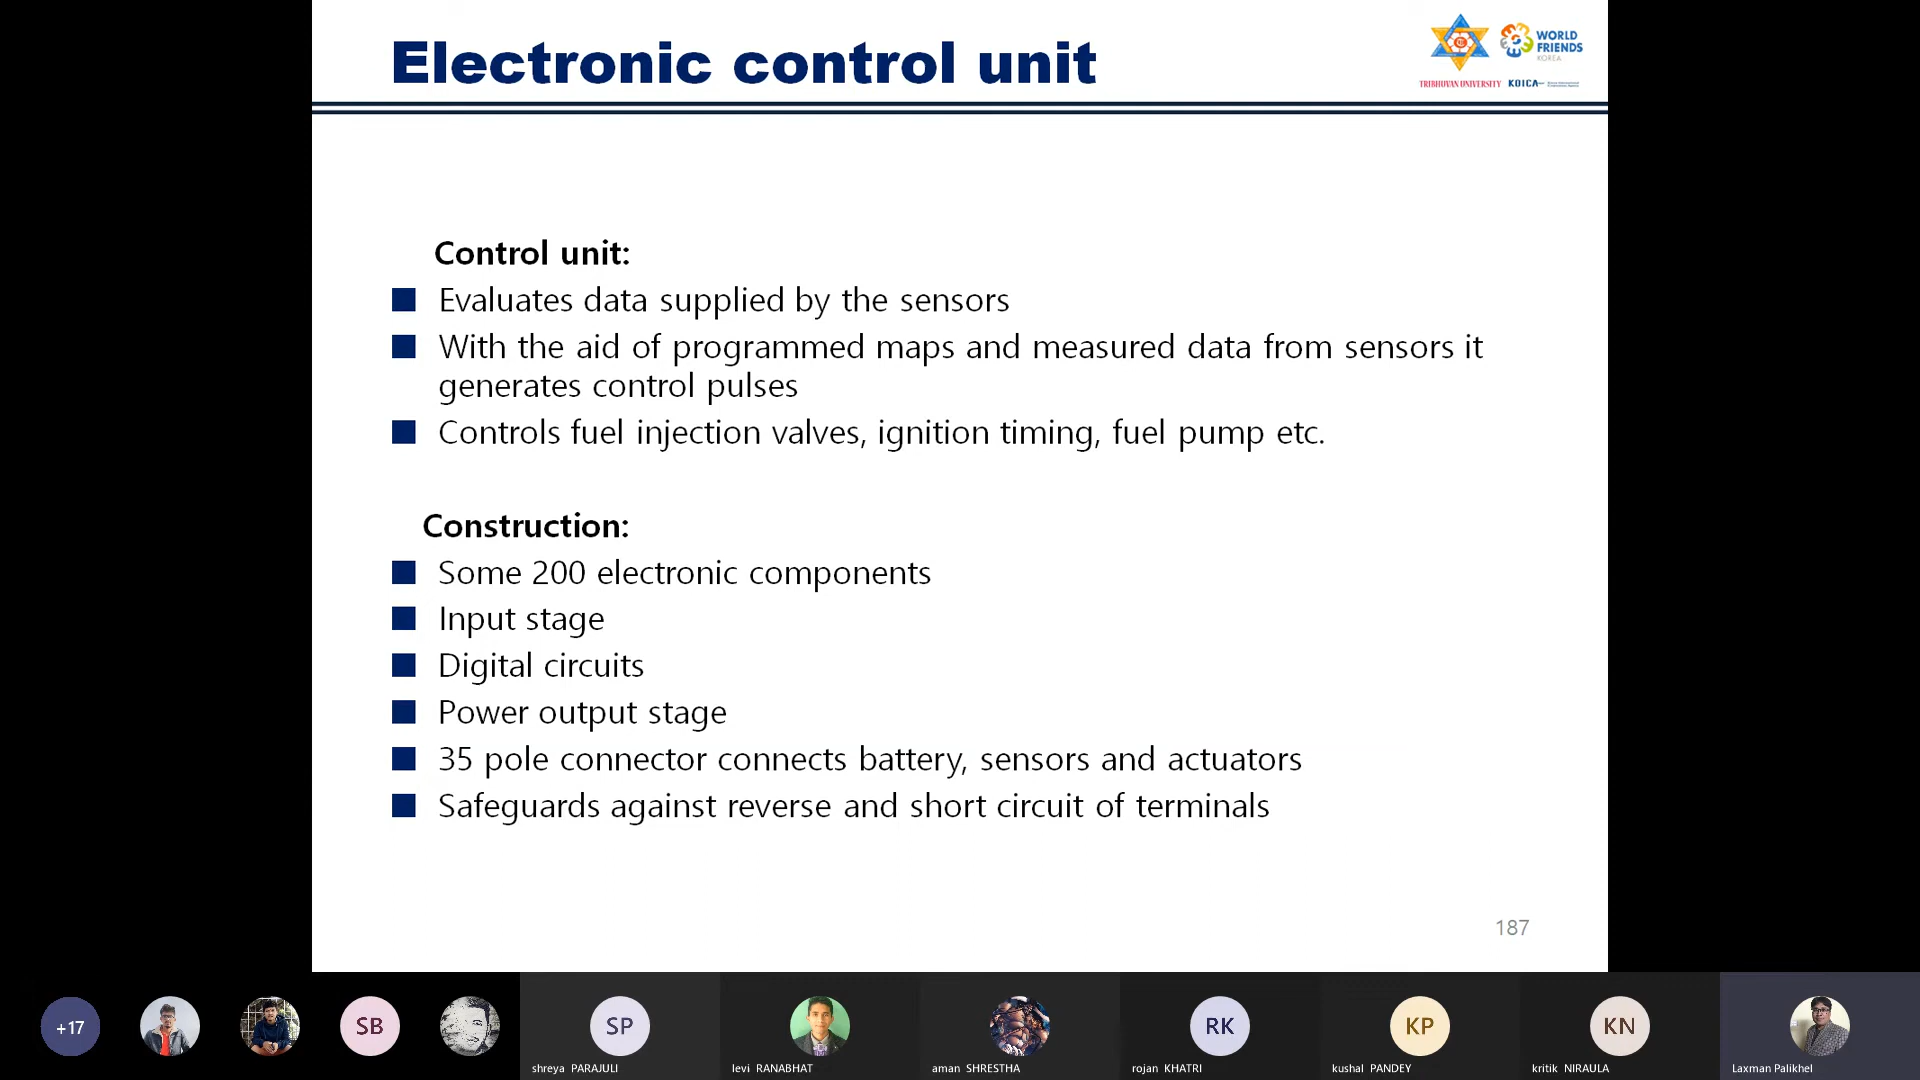 Electronic control unit
WORLD
FRIENDS
KOREA
TRIBHUVAN UNIVERSITY KOICA
Control unit:
Evaluates data supplied by the sensors
With the aid of programmed maps and measured data from sensors it
generates control pulses
Controls fuel injection valves, ignition timing, fuel pump etc.
Construction:
Some 200 electronic components
Input stage
Digital circuits
Power output stage
35 pole connector connects battery, sensors and actuators
Safeguards against reverse and short circuit of terminals
187
+17
SB
SP
RK
KP
KN
shreya PARAJULI
levi RANABHAT
aman SHRESTHA
rojan KHATRI
kushal PANDEY
kritik NIRAULA
Laxman Palikhel